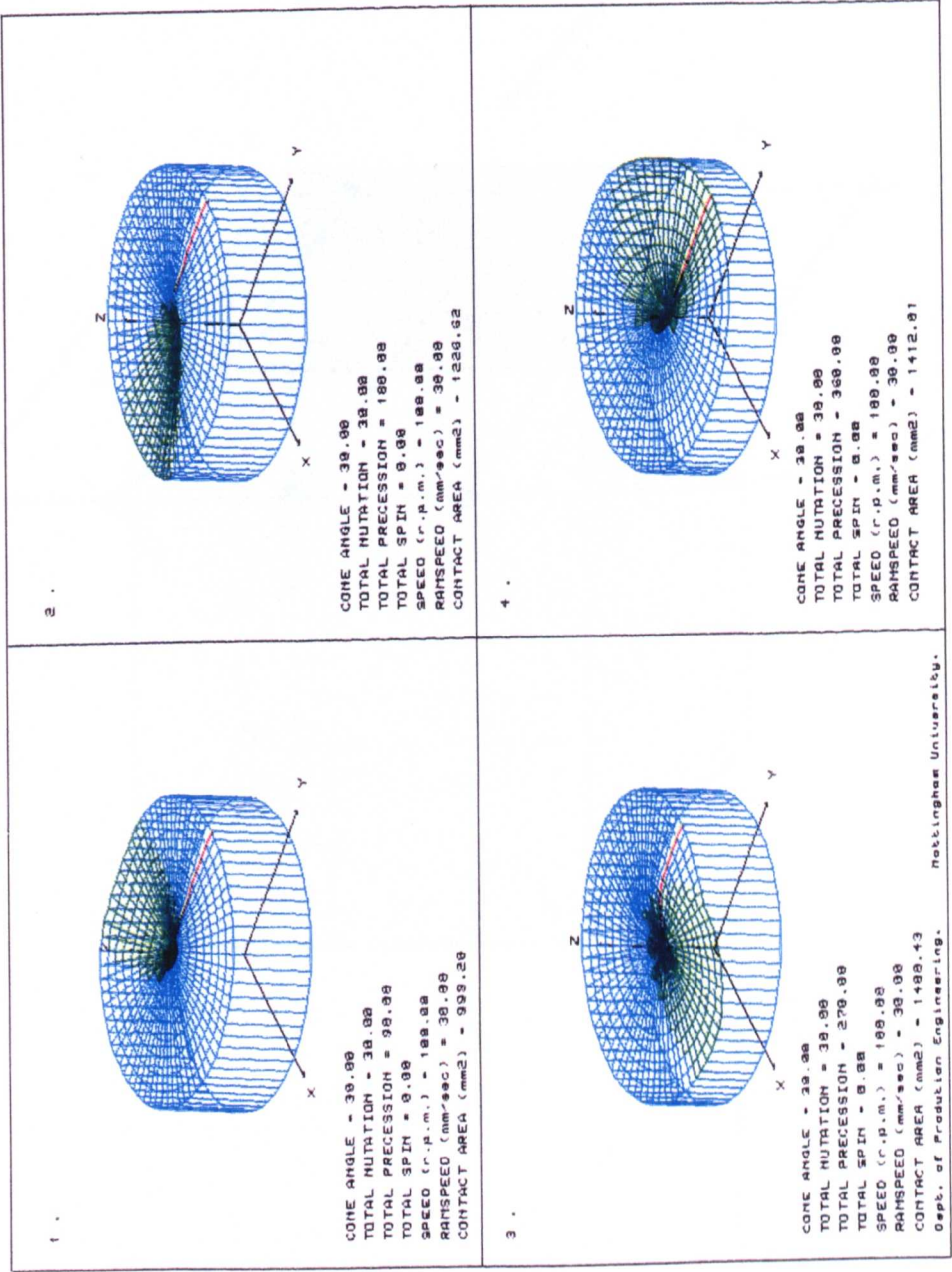 1 .
X
Y
CONE ANGLE - 30.00
TOTAL NUTATION - 30.00
TOTAL PRECESSION = 90.00
TOTAL SPIN = 0.00
SPEED (r.p.m.) - 100.00
RAMSPEED (mm/sec) = 30.00
CONTACT AREA (mm2) - 993.20
2 .
Z
X
Y
CONE ANGLE - 30.00
TOTAL NUTATION - 30.00
TOTAL PRECESSION = 180.00
TOTAL SPIN = 0.00
SPEED (r.p.m.) - 100.00
RAMSPEED (mm/sec) = 30.00
CONTACT AREA (mm2) - 1226.62
3 .
Z
X
Y
CONE ANGLE - 30.00
TOTAL NUTATION = 30.00
TOTAL PRECESSION - 270.00
TOTAL SPIN - 0.00
SPEED (r.p.m.) = 100.00
RAMSPEED (mm/sec) - 30.00
CONTACT AREA (mm2) - 1400.43
4 .
Z
X
Y
CONE ANGLE - 30.00
TOTAL NUTATION = 30.00
TOTAL PRECESSION - 360.00
TOTAL SPIN - 0.00
SPEED (r.p.m.) = 100.00
RAMSPEED (mm/sec) - 30.00
CONTACT AREA (mm2) - 1412.01
Dept. of Prodution Engineering. Nottingham University.